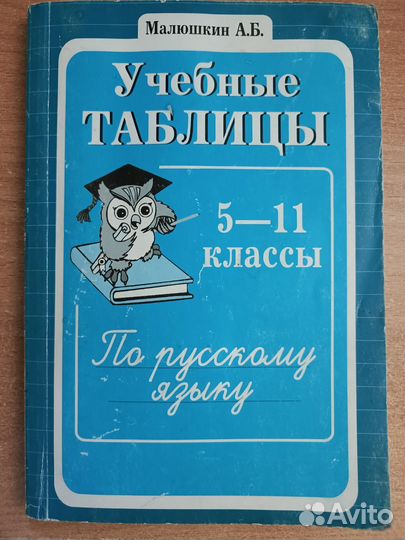 Малюшкин А.Б.
Учебные
ТАБЛИЦЫ
5—11
классы
По русскому
языку
Avito